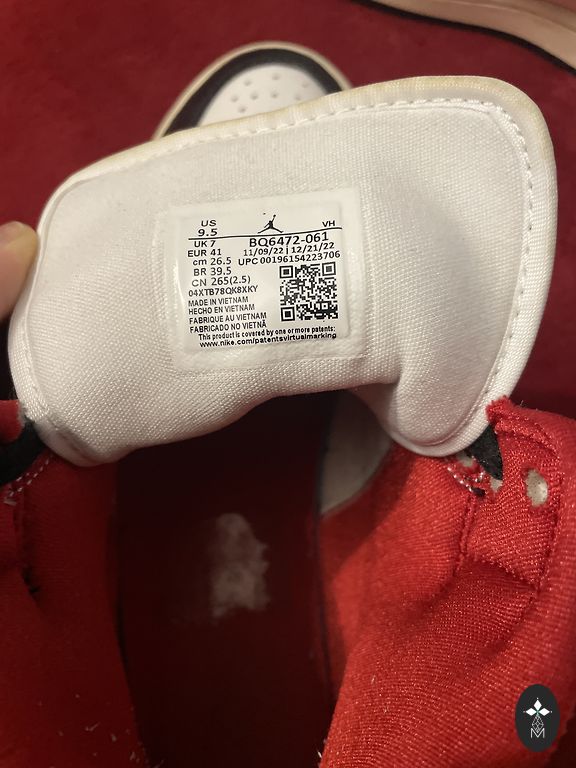 US VH
9.5
UK 7 BQ6472-061
EUR 41 11/09/22 | 12/21/22
cm 26.5 UPC 00196154223706
BR 39.5
CN 265(2.5)
04XTB78QK8XKY
MADE IN VIETNAM
HECHO EN VIETNAM
FABRIQUE AU VIETNAM
FABRICADO NO VIETNÃ
This product is covered by one or more patents:
www.nike.com/patentsvirtualmarking
M